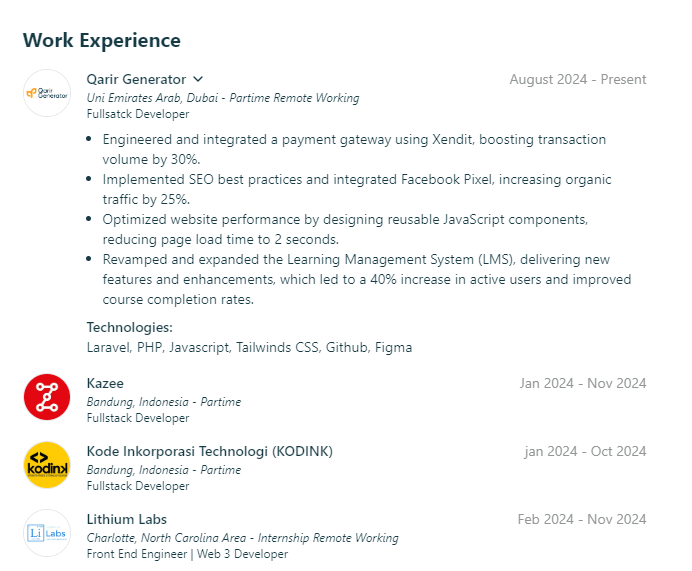 Work Experience
Qarir Generator
August 2024 - Present
Qarir
Generator
Uni Emirates Arab, Dubai - Partime Remote Working
Fullsatck Developer
Engineered and integrated a payment gateway using Xendit, boosting transaction
volume by 30%.
Implemented SEO best practices and integrated Facebook Pixel, increasing organic
traffic by 25%.
Optimized website performance by designing reusable JavaScript components,
reducing page load time to 2 seconds.
Revamped and expanded the Learning Management System (LMS), delivering new
features and enhancements, which led to a 40% increase in active users and improved
course completion rates.
Technologies:
Laravel, PHP, Javascript, Tailwinds CSS, Github, Figma
Kazee
Jan 2024 - Nov 2024
Bandung, Indonesia - Partime
Fullstack Developer
Kode Inkorporasi Technologi (KODINK)
jan 2024 - Oct 2024
kodink
Bandung, Indonesia - Partime
Fullstack Developer
Lithium Labs
Feb 2024 - Nov 2024
Li Labs
Charlotte, North Carolina Area - Internship Remote Working
Front End Engineer | Web 3 Developer